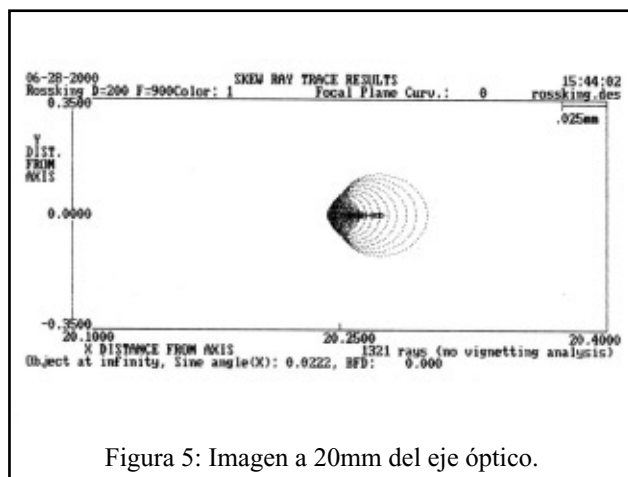 06-28-2000 SKEW RAY TRACE RESULTS 15:44:02
Rossking D=200 F=900Color: 1 Focal Plane Curv.: 0 rossking.des
0.3500
.025mm
Y
DIST.
FROM
AXIS
0.0000
-0.3500
20.1000 20.2500 20.4000
X DISTANCE FROM AXIS 1321 rays (no vignetting analysis)
Object at infinity, Sine angle(X): 0.0222, BFD: 0.000
Figura 5: Imagen a 20mm del eje óptico.